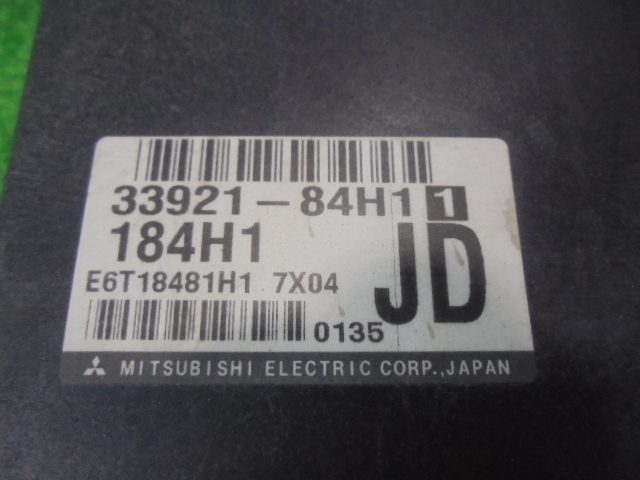 33921-84H1 1
184H1 JD
E6T18481H1 7X04
0135
MITSUBISHI ELECTRIC CORP.,JAPAN